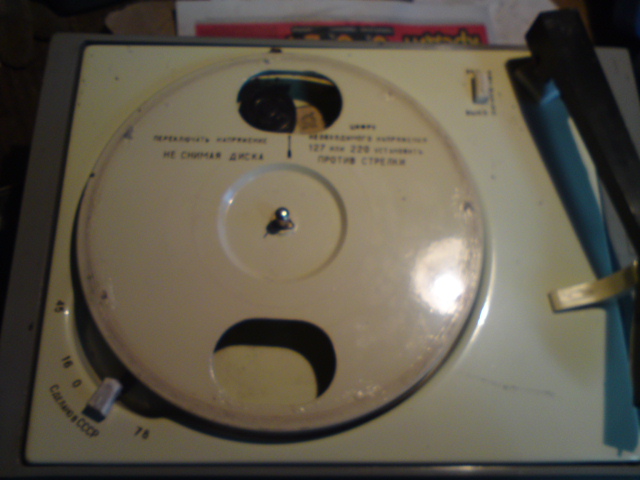 ПЕРЕКЛЮЧАТЬ НАПРЯЖЕНИЕ
НЕ СНИМАЯ ДИСКА
ЦИФРУ
НЕОБХОДИМОГО НАПРЯЖЕНИЯ
127 ИЛИ 220 УСТАНОВИТЬ
ПРОТИВ СТРЕЛКИ
45
16
0
78
СДЕЛАНО В СССР